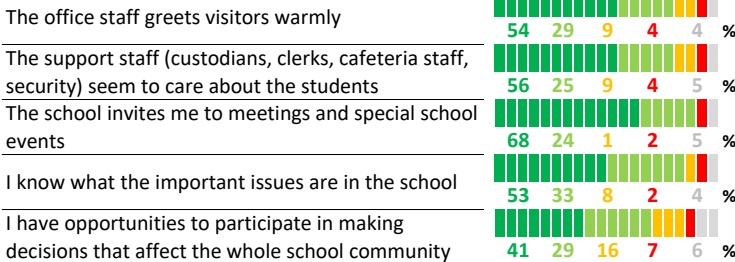 The office staff greets visitors warmly
54 29 9 4 4 %
The support staff (custodians, clerks, cafeteria staff,
security) seem to care about the students
56 25 9 4 5 %
The school invites me to meetings and special school
events
68 24 1 2 5 %
I know what the important issues are in the school
53 33 8 2 4 %
I have opportunities to participate in making
decisions that affect the whole school community
41 29 16 7 6 %